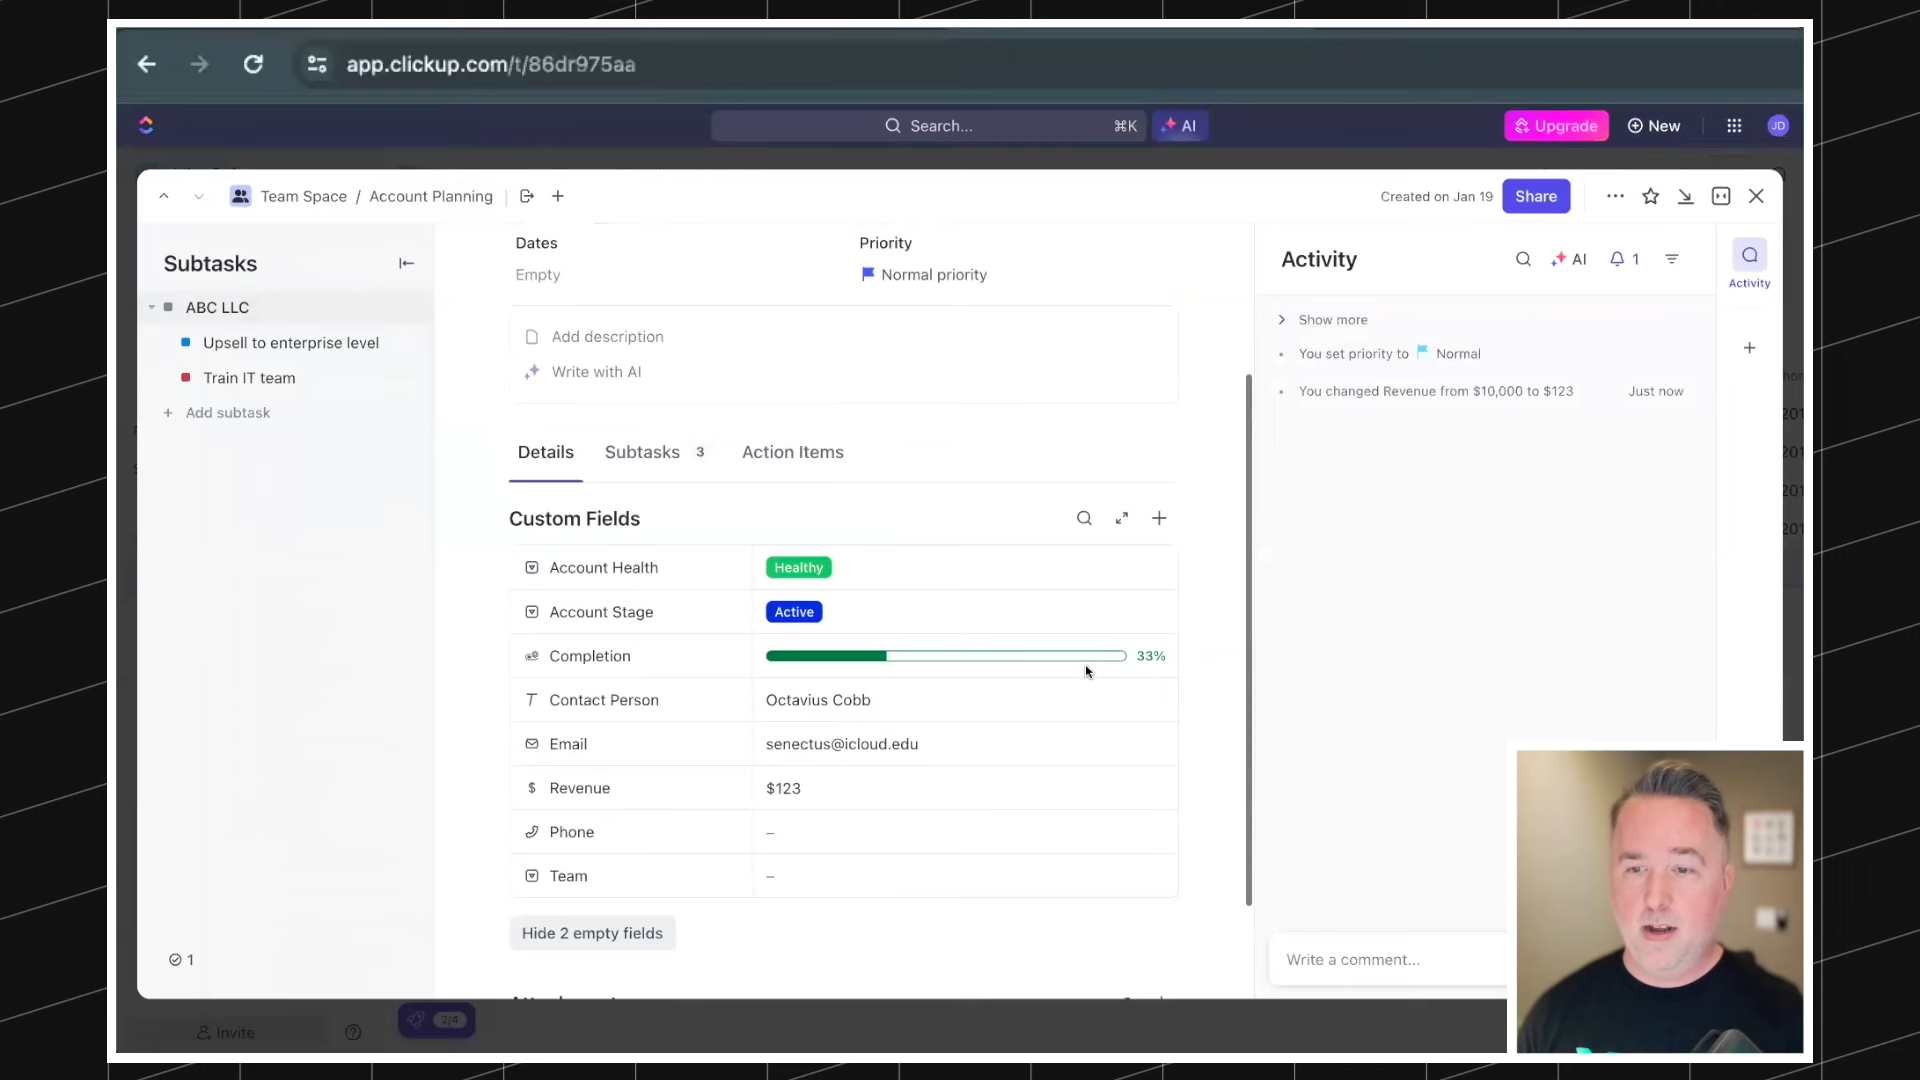 app.clickup.com/t/86dr975aa
Search... ⌘K AI Upgrade New JD
Team Space / Account Planning Created on Jan 19 Share
Subtasks
ABC LLC
Upsell to enterprise level
Train IT team
+ Add subtask
1
Dates Priority
Empty Normal priority
Add description
Write with AI
Details Subtasks 3 Action Items
Custom Fields
Account Health Healthy
Account Stage Active
Completion 33%
Contact Person Octavius Cobb
Email senectus@icloud.edu
Revenue $123
Phone –
Team –
Hide 2 empty fields
Activity AI 1
Activity
Show more
You set priority to Normal
You changed Revenue from $10,000 to $123 Just now
Write a comment...
Invite 2/4